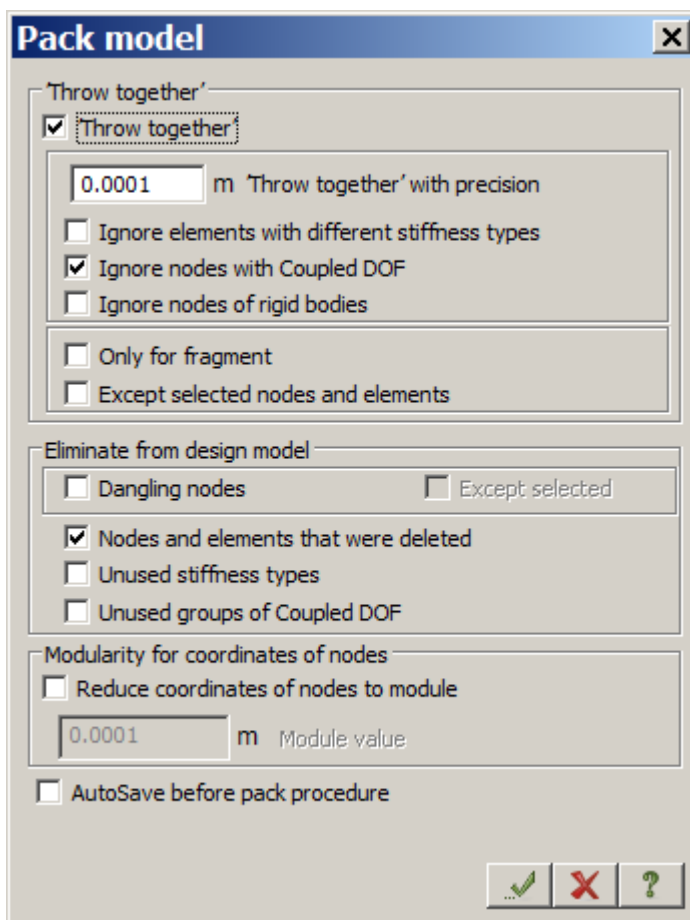 Pack model
'Throw together'
'Throw together'
0.0001 m 'Throw together' with precision
Ignore elements with different stiffness types
Ignore nodes with Coupled DOF
Ignore nodes of rigid bodies
Only for fragment
Except selected nodes and elements
Eliminate from design model
Dangling nodes Except selected
Nodes and elements that were deleted
Unused stiffness types
Unused groups of Coupled DOF
Modularity for coordinates of nodes
Reduce coordinates of nodes to module
0.0001 m Module value
AutoSave before pack procedure
?